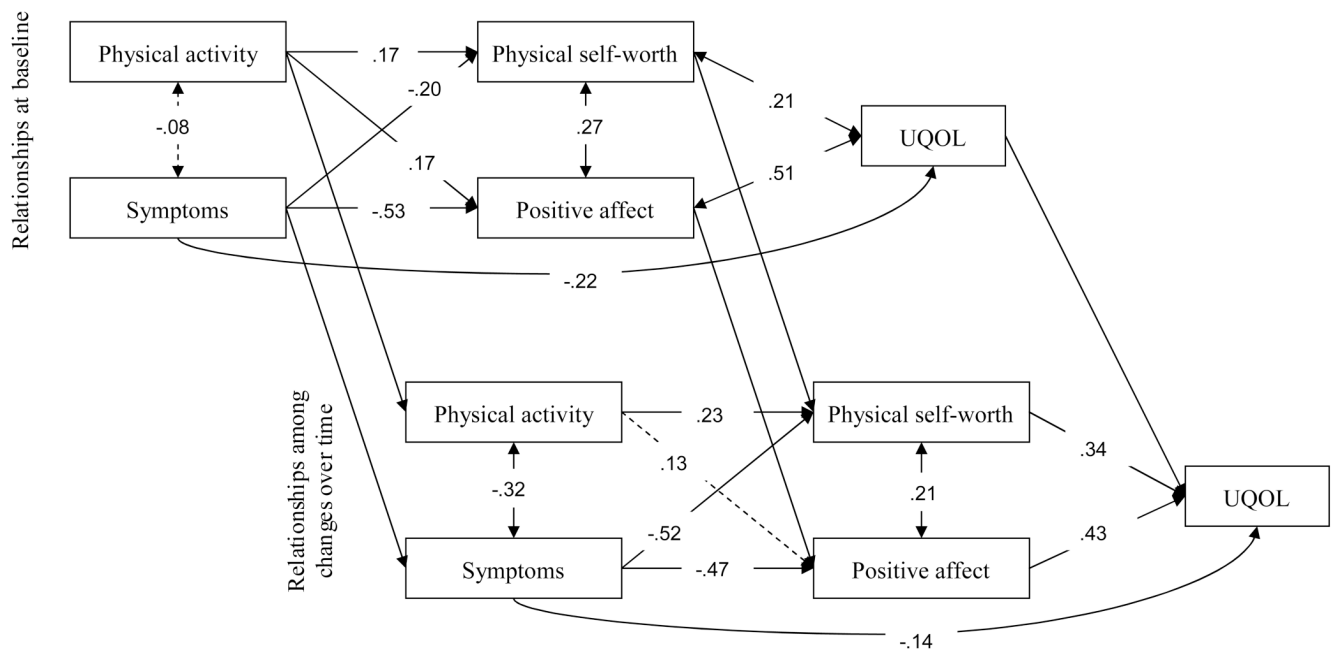 Relationships at baseline
Physical activity
.17
Physical self-worth
-.20
-.08
.27
.21
UQOL
.17
.51
Symptoms
-.53
Positive affect
-.22
Relationships among
changes over time
Physical activity
.23
Physical self-worth
.13
.34
-.32
.21
UQOL
-.52
.43
Symptoms
-.47
Positive affect
-.14